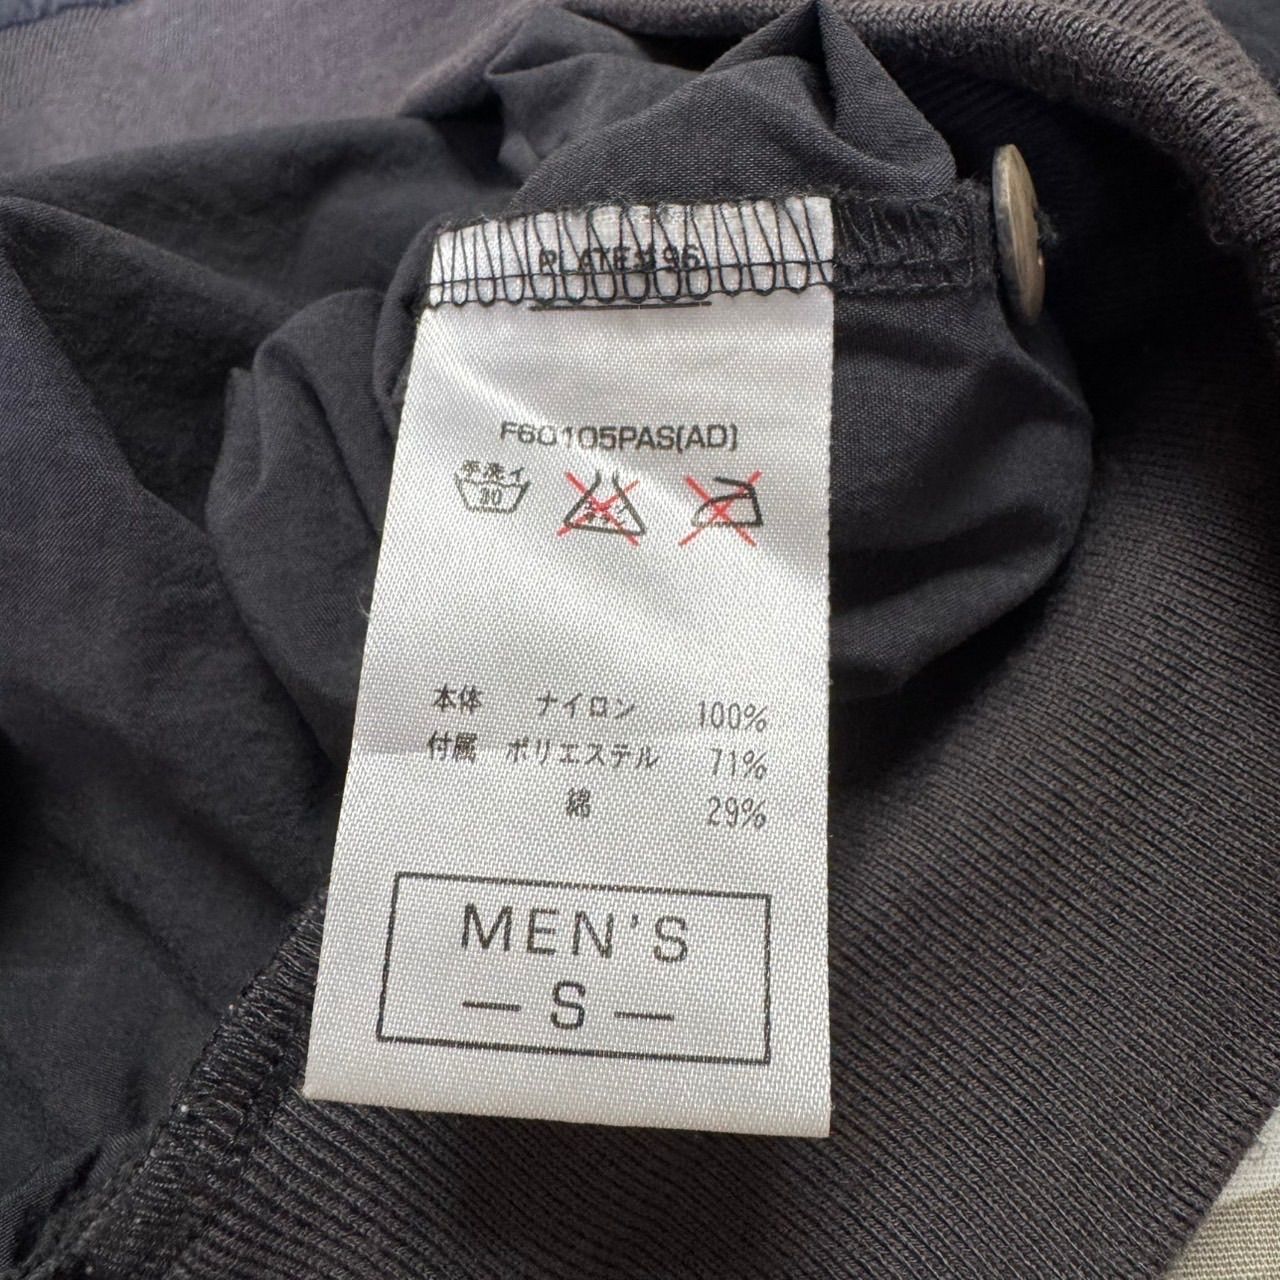 PLATE#96
F60105PAS(AD)
手洗イ
30
本体 ナイロン 100%
付属 ポリエステル 71%
綿 29%
MEN'S
— S —